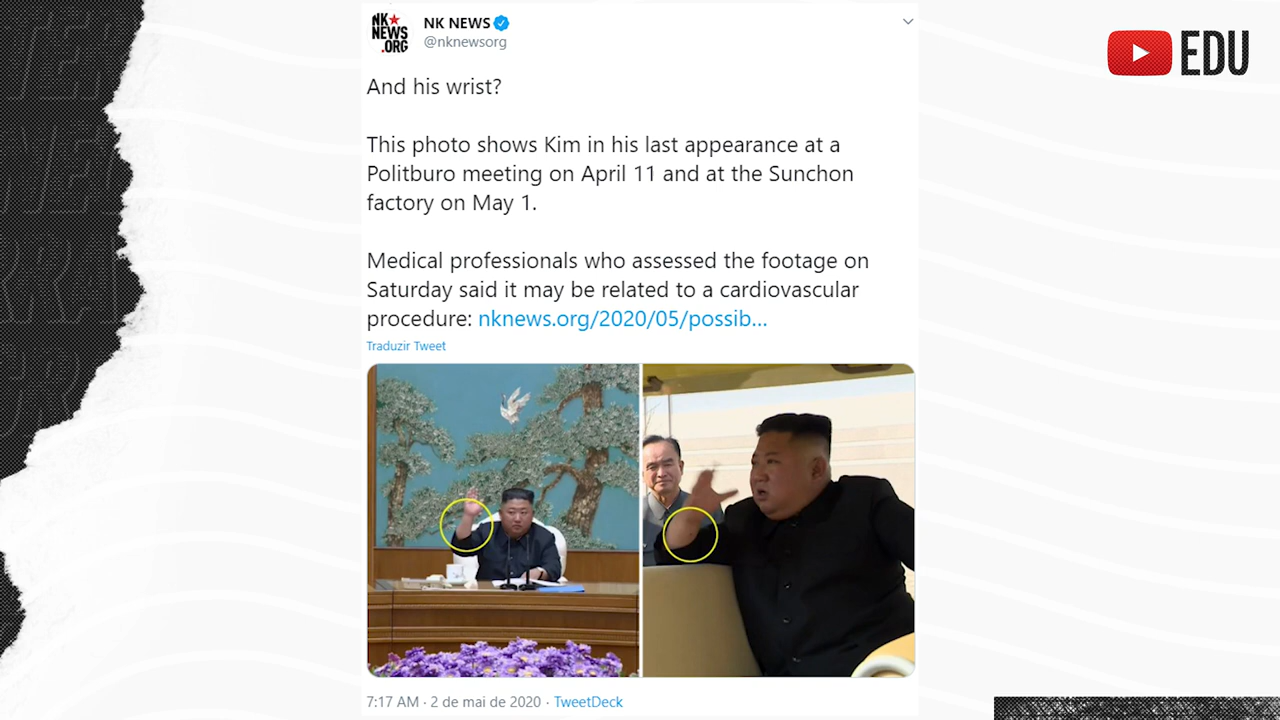 NK
NEWS
.ORG
NK NEWS
@nknewsorg
EDU
And his wrist?
This photo shows Kim in his last appearance at a
Politburo meeting on April 11 and at the Sunchon
factory on May 1.
Medical professionals who assessed the footage on
Saturday said it may be related to a cardiovascular
procedure: nknews.org/2020/05/possib...
Traduzir Tweet
7:17 AM · 2 de mai de 2020 · TweetDeck